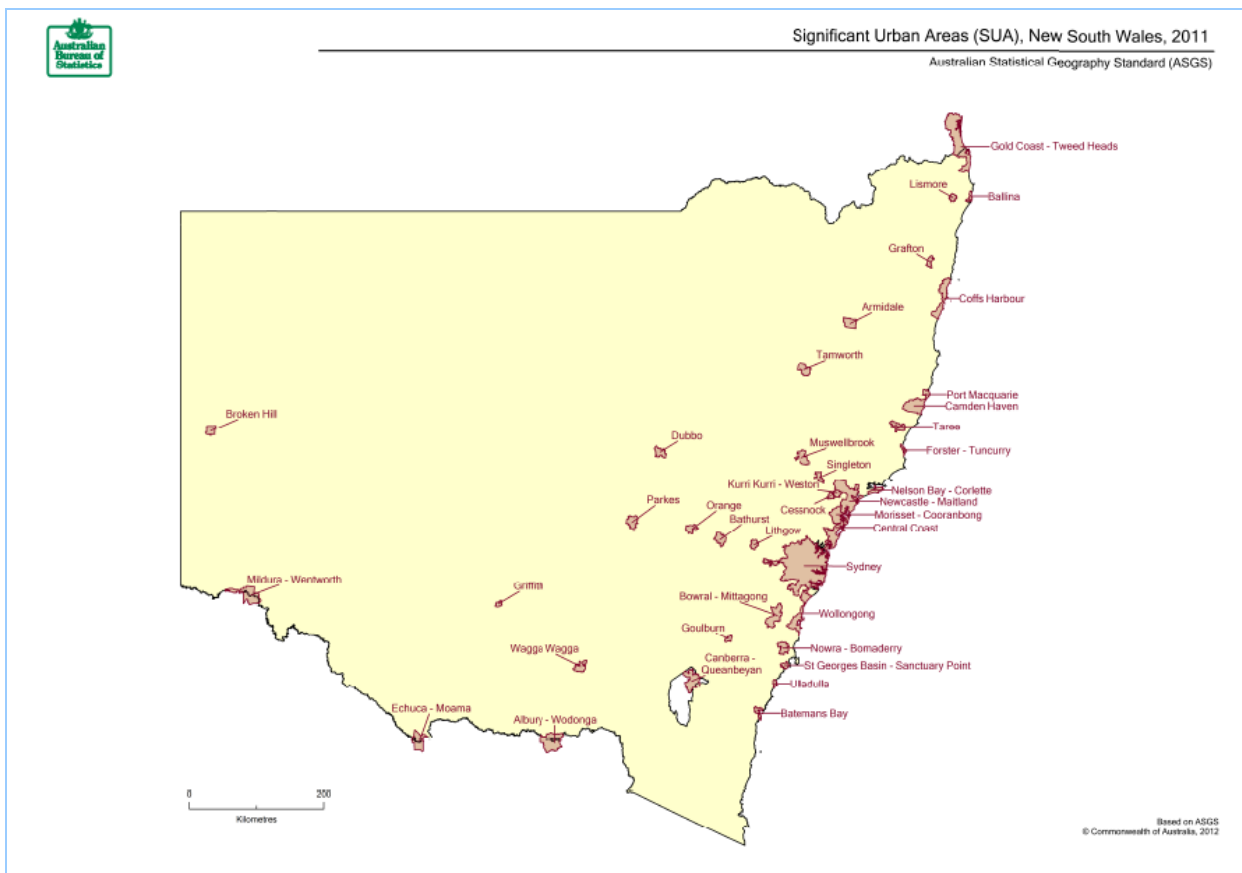 Australian
Bureau of
Statistics
Significant Urban Areas (SUA), New South Wales, 2011
Australian Statistical Geography Standard (ASGS)
Gold Coast - Tweed Heads
Lismore
Ballina
Grafton
Coffs Harbour
Armidale
Tamworth
Port Macquarie
Camden Haven
Broken Hill
Taree
Dubbo
Muswellbrook
Forster - Tuncurry
Singleton
Kurri Kurri - Weston
Nelson Bay - Corlette
Newcastle - Maitland
Parkes
Orange
Cessnock
Morisset - Cooranbong
Bathurst
Lithgow
Central Coast
Sydney
Mildura - Wentworth
Griffith
Bowral - Mittagong
Wollongong
Goulburn
Wagga Wagga
Nowra - Bomaderry
Canberra -
Queanbeyan
St Georges Basin - Sanctuary Point
Ulladulla
Echuca - Moama
Albury - Wodonga
Batemans Bay
0
200
Kilometres
Based on ASGS
© Commonwealth of Australia, 2012